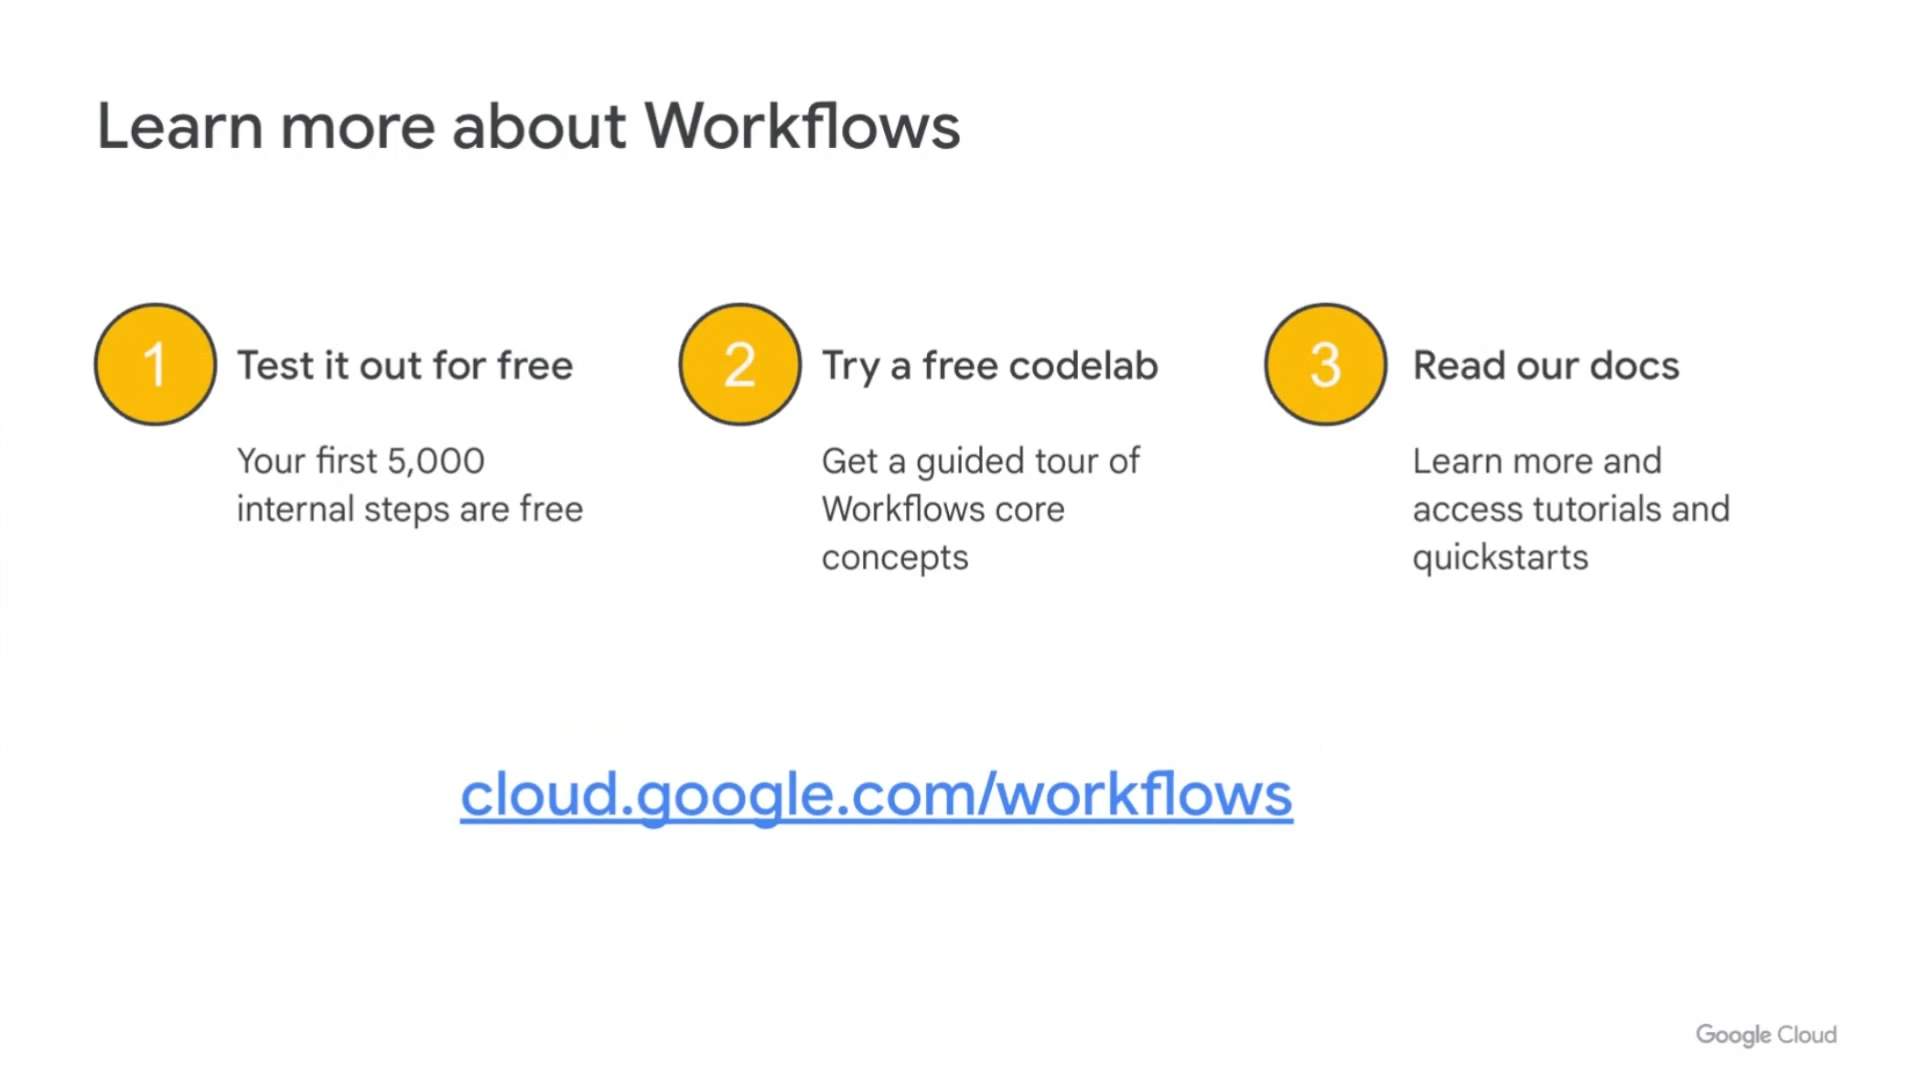 Learn more about Workflows
1
Test it out for free
Your first 5,000
internal steps are free
2
Try a free codelab
Get a guided tour of
Workflows core
concepts
3
Read our docs
Learn more and
access tutorials and
quickstarts
cloud.google.com/workflows
Google Cloud